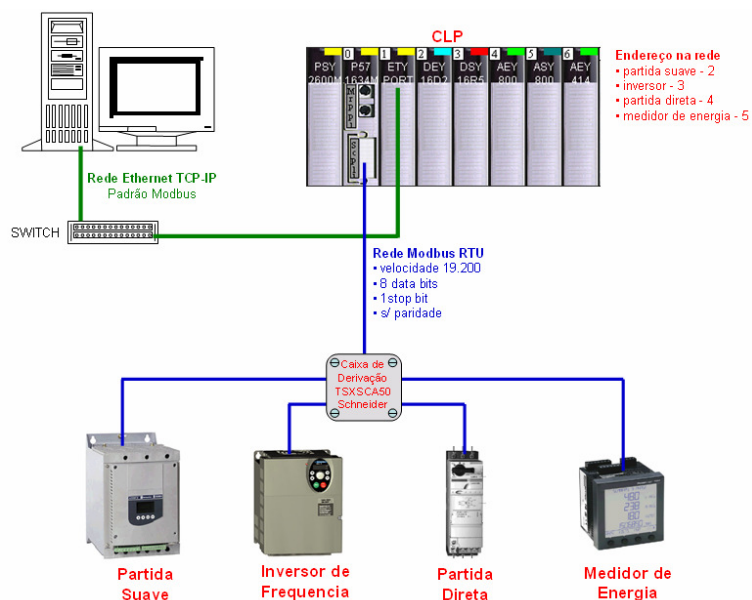 CLP
0 1 2 3 4 5 6
PSY P57 ETY DEY DSY AEY ASY AEY
2600M 1634M PORT 16D2 16R5 800 800 414
Endereço na rede
▪ partida suave - 2
▪ inversor - 3
▪ partida direta - 4
▪ medidor de energia - 5
Rede Ethernet TCP-IP
Padrão Modbus
SWITCH
Rede Modbus RTU
▪ velocidade 19.200
▪ 8 data bits
▪ 1stop bit
▪ s/ paridade
Caixa de
Derivação
TSXSCA50
Schneider
Partida
Suave
Inversor de
Frequencia
Partida
Direta
Medidor de
Energia